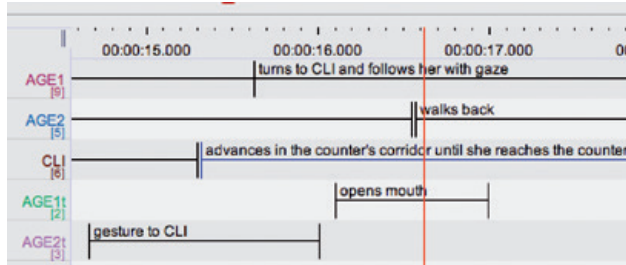 00:00:15.000 00:00:16.000 00:00:17.000 00
AGE1 turns to CLI and follows her with gaze
[9]
AGE2 walks back
[5]
CLI advances in the counter's corridor until she reaches the counter
[6]
AGE1t opens mouth
[2]
AGE2t gesture to CLI
[3]